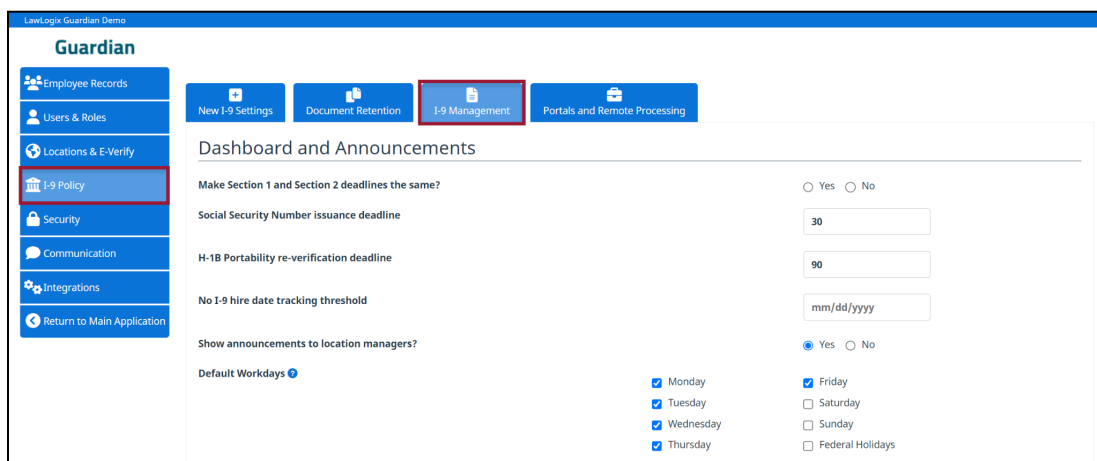 LawLogix Guardian Demo
Guardian
Employee Records
Users & Roles
Locations & E-Verify
I-9 Policy
Security
Communication
Integrations
Return to Main Application
New I-9 Settings
Document Retention
I-9 Management
Portals and Remote Processing
Dashboard and Announcements
Make Section 1 and Section 2 deadlines the same? Yes No
Social Security Number issuance deadline 30
H-1B Portability re-verification deadline 90
No I-9 hire date tracking threshold mm/dd/yyyy
Show announcements to location managers? Yes No
Default Workdays ?
Monday Friday
Tuesday Saturday
Wednesday Sunday
Thursday Federal Holidays